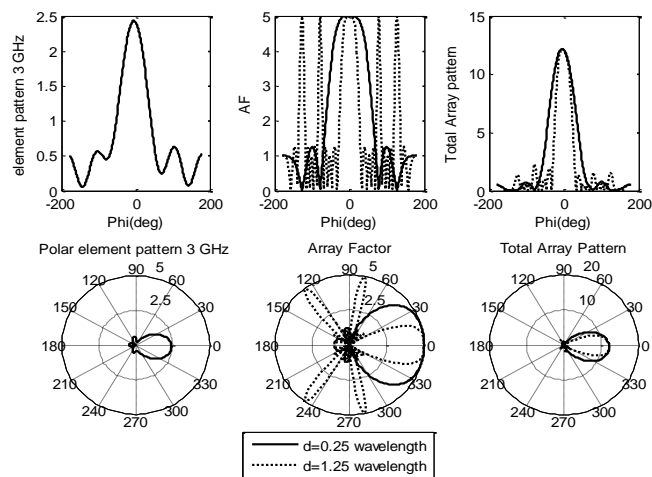 2.5
2
1.5
1
0.5
0
-200 0 200
Phi(deg)
element pattern 3 GHz
5
4
3
2
1
0
-200 0 200
Phi(deg)
AF
15
10
5
0
-200 0 200
Phi(deg)
Total Array pattern
Polar element pattern 3 GHz
90 5
120 60
2.5
150 30
180 0
210 330
240 300
270
Array Factor
90 5
120 60
2.5
150 30
180 0
210 330
240 300
270
Total Array Pattern
90 20
120 60
10
150 30
180 0
210 330
240 300
270
d=0.25 wavelength
d=1.25 wavelength